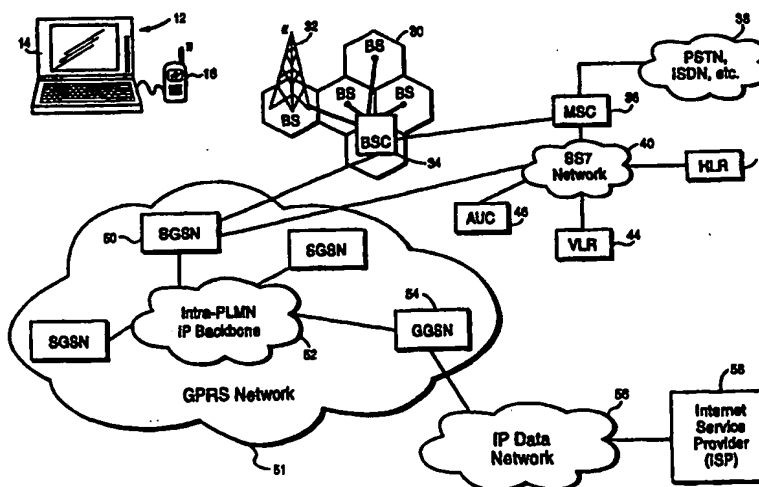 12
14
16
32
30
BS
BS
BS
BS
BSC
34
38
PSTN,
ISDN, etc.
MSC
36
SS7
Network
40
HLR
AUC
46
VLR
44
50
SGSN
SGSN
SGSN
Intra-PLMN
IP Backbone
52
54
GGSN
GPRS Network
51
56
IP Data
Network
58
Internet
Service
Provider
(ISP)